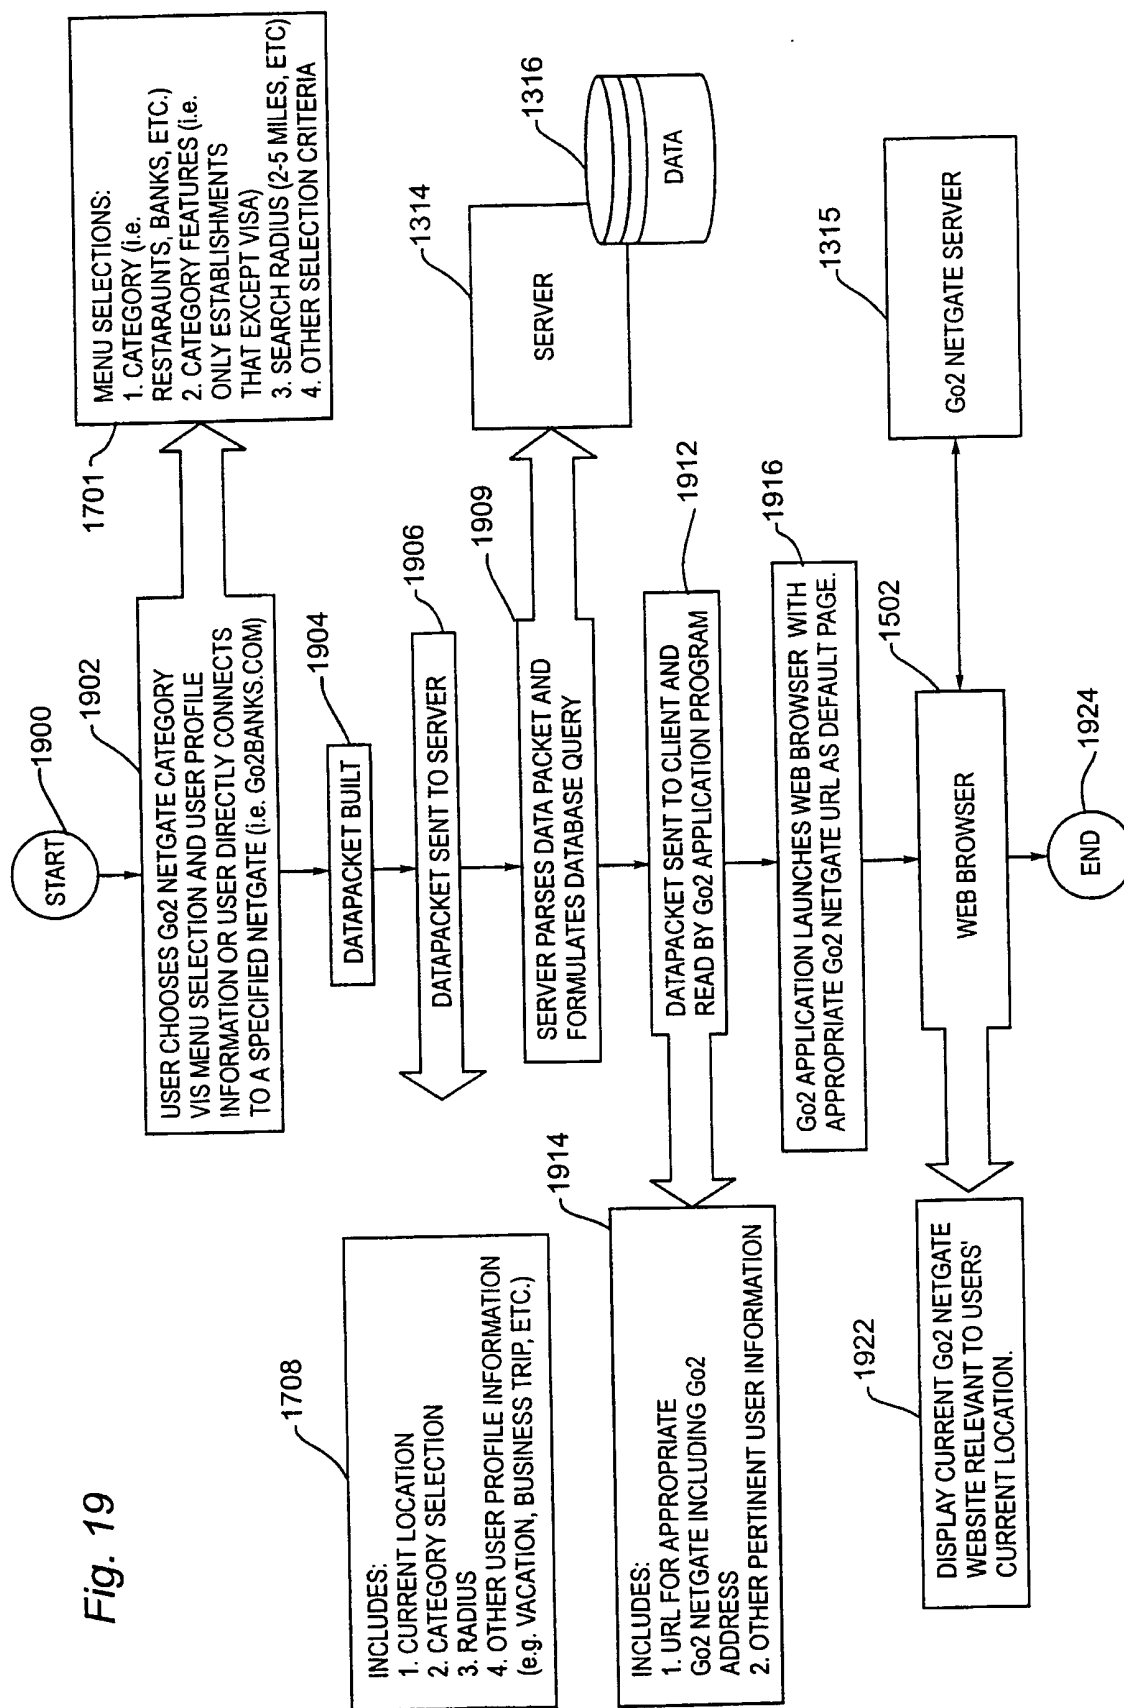 Fig. 19
START
1900
1902
USER CHOOSES Go2 NETGATE CATEGORY
VIS MENU SELECTION AND USER PROFILE
INFORMATION OR USER DIRECTLY CONNECTS
TO A SPECIFIED NETGATE (i.e. Go2BANKS.COM)
1701
MENU SELECTIONS:
1. CATEGORY (i.e.
RESTARAUNTS, BANKS, ETC.)
2. CATEGORY FEATURES (i.e.
ONLY ESTABLISHMENTS
THAT EXCEPT VISA)
3. SEARCH RADIUS (2-5 MILES, ETC)
4. OTHER SELECTION CRITERIA
DATAPACKET BUILT
1904
1708
INCLUDES:
1. CURRENT LOCATION
2. CATEGORY SELECTION
3. RADIUS
4. OTHER USER PROFILE INFORMATION
(e.g. VACATION, BUSINESS TRIP, ETC.)
DATAPACKET SENT TO SERVER
1906
1909
SERVER PARSES DATA PACKET AND
FORMULATES DATABASE QUERY
1314
SERVER
1316
DATA
1914
INCLUDES:
1. URL FOR APPROPRIATE
Go2 NETGATE INCLUDING Go2
ADDRESS
2. OTHER PERTINENT USER INFORMATION
1912
DATAPACKET SENT TO CLIENT AND
READ BY Go2 APPLICATION PROGRAM
1916
Go2 APPLICATION LAUNCHES WEB BROWSER WITH
APPROPRIATE Go2 NETGATE URL AS DEFAULT PAGE.
1922
DISPLAY CURRENT Go2 NETGATE
WEBSITE RELEVANT TO USERS'
CURRENT LOCATION.
1502
WEB BROWSER
1315
Go2 NETGATE SERVER
END
1924